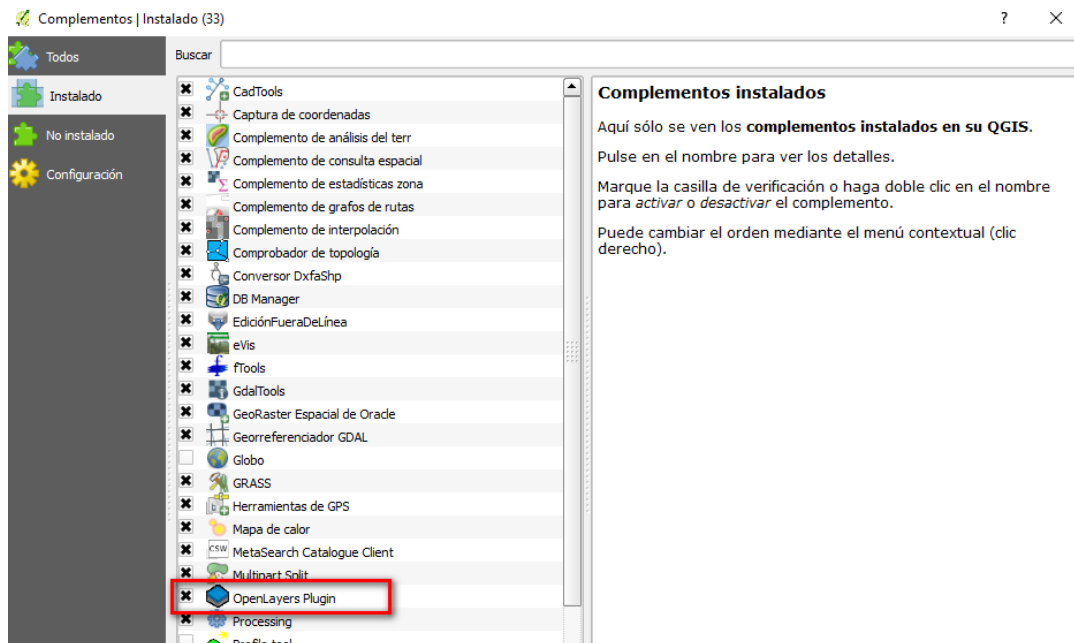 Complementos | Instalado (33)
?
Todos
Instalado
No instalado
Configuración
Buscar
CadTools
Captura de coordenadas
Complemento de análisis del terr
Complemento de consulta espacial
Complemento de estadísticas zona
Complemento de grafos de rutas
Complemento de interpolación
Comprobador de topología
Conversor DxfaShp
DB Manager
EdiciónFueraDeLínea
eVis
fTools
GdalTools
GeoRaster Espacial de Oracle
Georreferenciador GDAL
Globo
GRASS
Herramientas de GPS
Mapa de calor
CSW MetaSearch Catalogue Client
Multipart Split
OpenLayers Plugin
Processing
Profile tool
Complementos instalados
Aquí sólo se ven los complementos instalados en su QGIS.
Pulse en el nombre para ver los detalles.
Marque la casilla de verificación o haga doble clic en el nombre
para activar o desactivar el complemento.
Puede cambiar el orden mediante el menú contextual (clic
derecho).